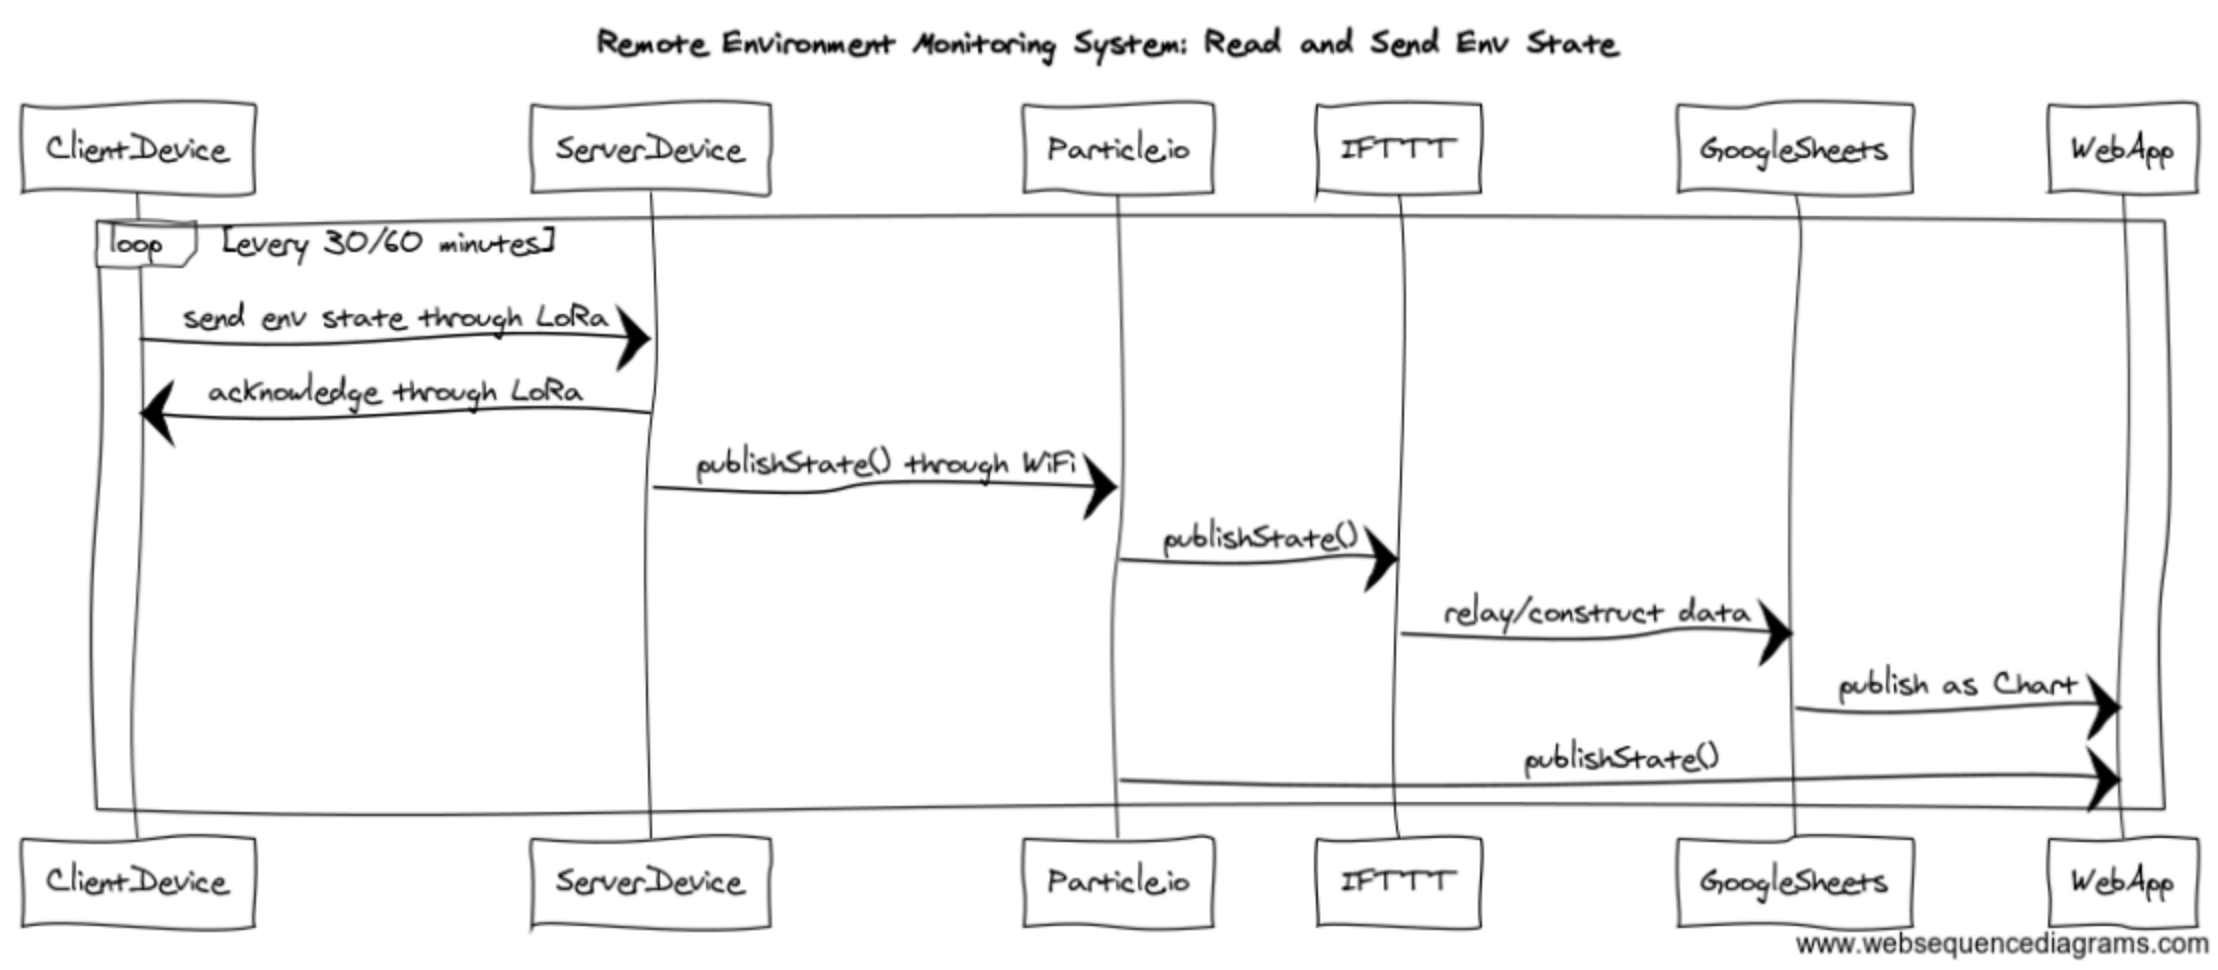 Remote Environment Monitoring System: Read and Send Env State
ClientDevice
ServerDevice
Particle.io
IFTTT
GoogleSheets
WebApp
loop
[every 30/60 minutes]
send env state through LoRa
acknowledge through LoRa
publishState() through WiFi
publishState()
relay/construct data
publish as Chart
publishState()
ClientDevice
ServerDevice
Particle.io
IFTTT
GoogleSheets
WebApp
www.websequencediagrams.com